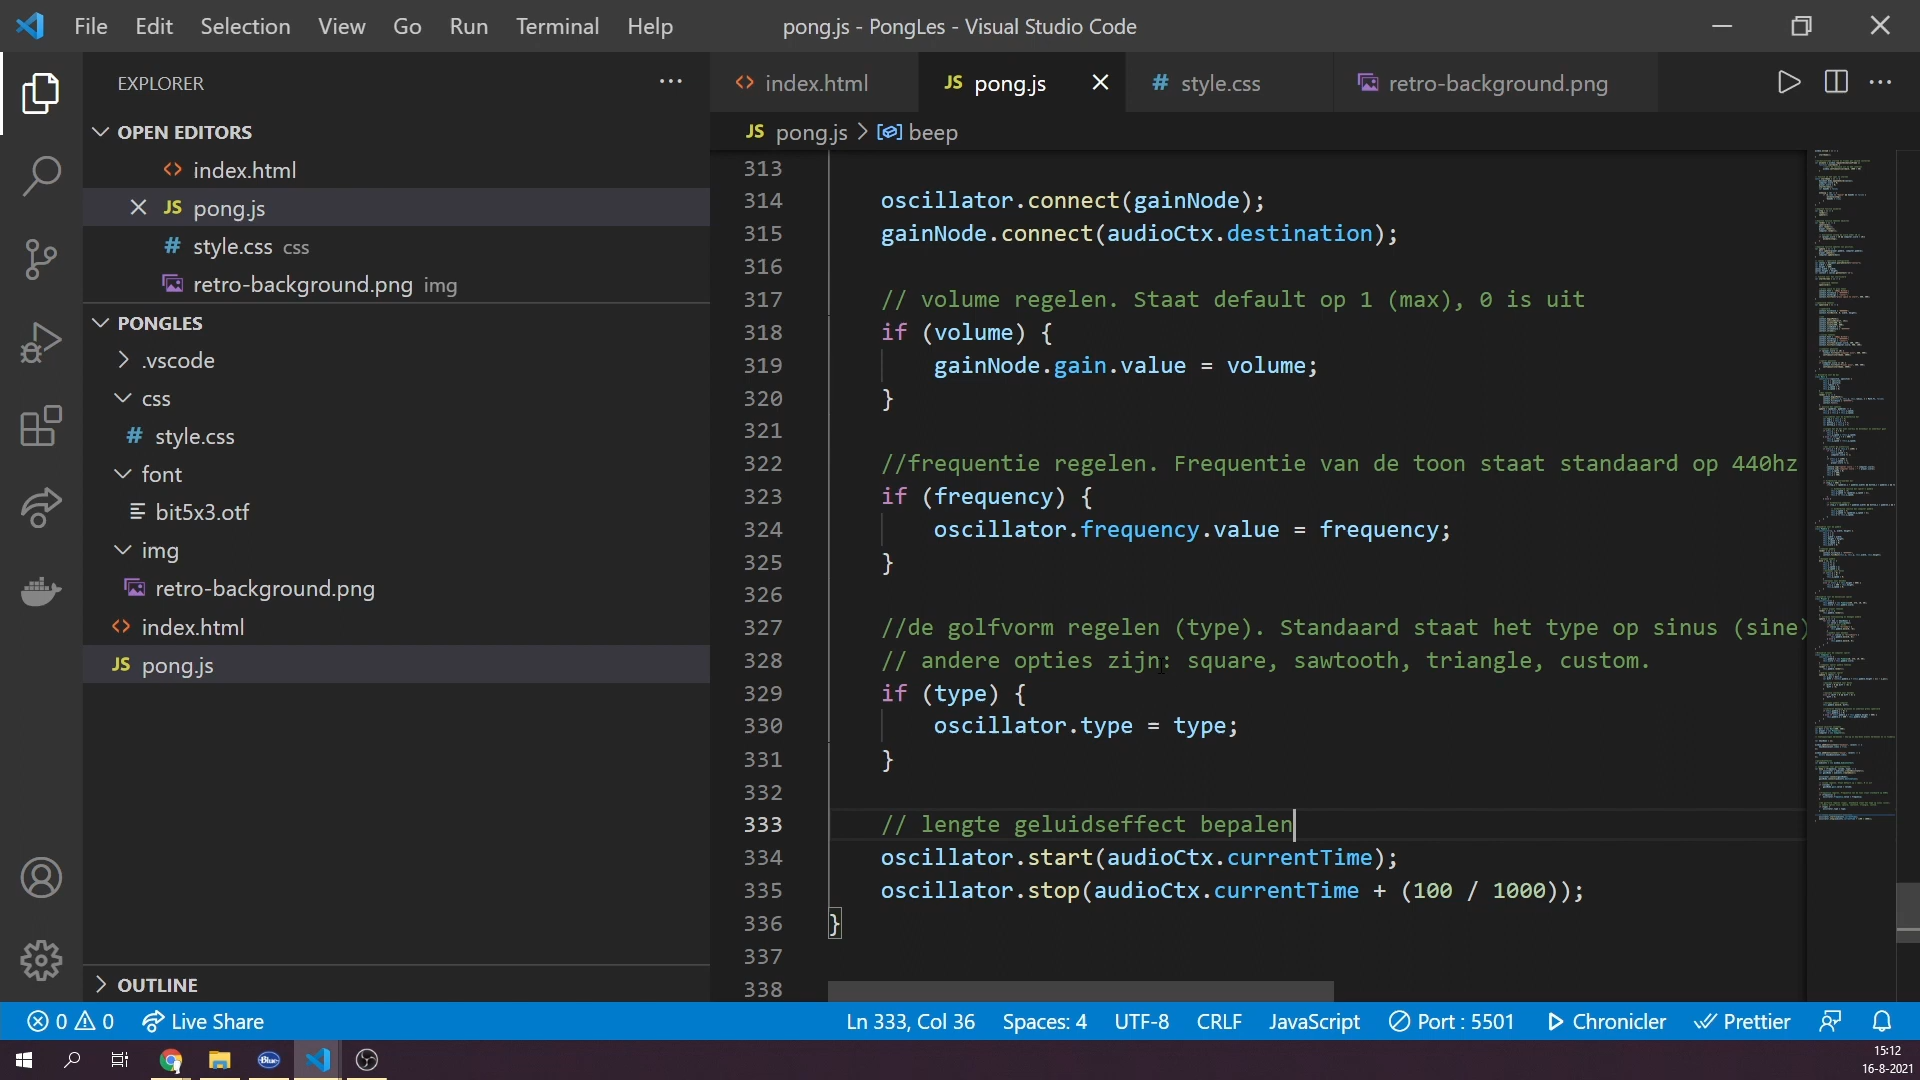 File Edit Selection View Go Run Terminal Help pong.js - PongLes - Visual Studio Code
EXPLORER
OPEN EDITORS
index.html
JS pong.js
# style.css css
retro-background.png img
PONGLES
.vscode
css
# style.css
font
bit5x3.otf
img
retro-background.png
index.html
JS pong.js
OUTLINE
index.html JS pong.js # style.css retro-background.png
JS pong.js > beep
313
314 oscillator.connect(gainNode);
315 gainNode.connect(audioCtx.destination);
316
317 // volume regelen. Staat default op 1 (max), 0 is uit
318 if (volume) {
319 gainNode.gain.value = volume;
320 }
321
322 //frequentie regelen. Frequentie van de toon staat standaard op 440hz
323 if (frequency) {
324 oscillator.frequency.value = frequency;
325 }
326
327 //de golfvorm regelen (type). Standaard staat het type op sinus (sine)
328 // andere opties zijn: square, sawtooth, triangle, custom.
329 if (type) {
330 oscillator.type = type;
331 }
332
333 // lengte geluidseffect bepalen
334 oscillator.start(audioCtx.currentTime);
335 oscillator.stop(audioCtx.currentTime + (100 / 1000));
336 }
337
338
0 0 Live Share Ln 333, Col 36 Spaces: 4 UTF-8 CRLF JavaScript Port : 5501 Chronicler Prettier
Blue
15:12
16-8-2021